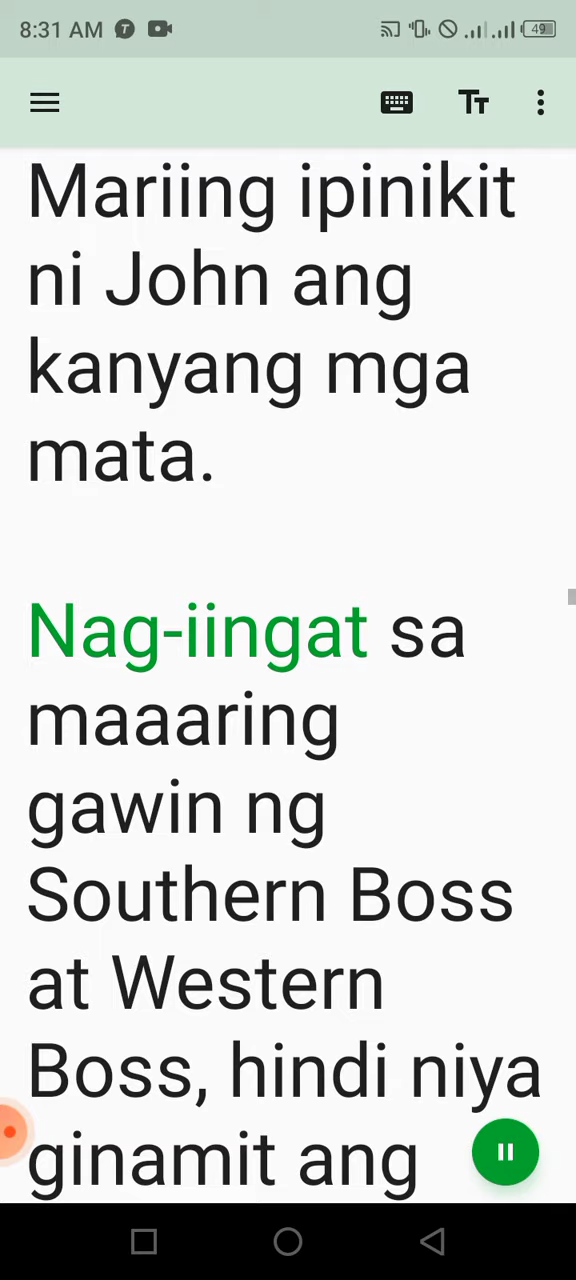 8:31 AM
49
Mariing ipinikit
ni John ang
kanyang mga
mata.
Nag-iingat sa
maaaring
gawin ng
Southern Boss
at Western
Boss, hindi niya
ginamit ang